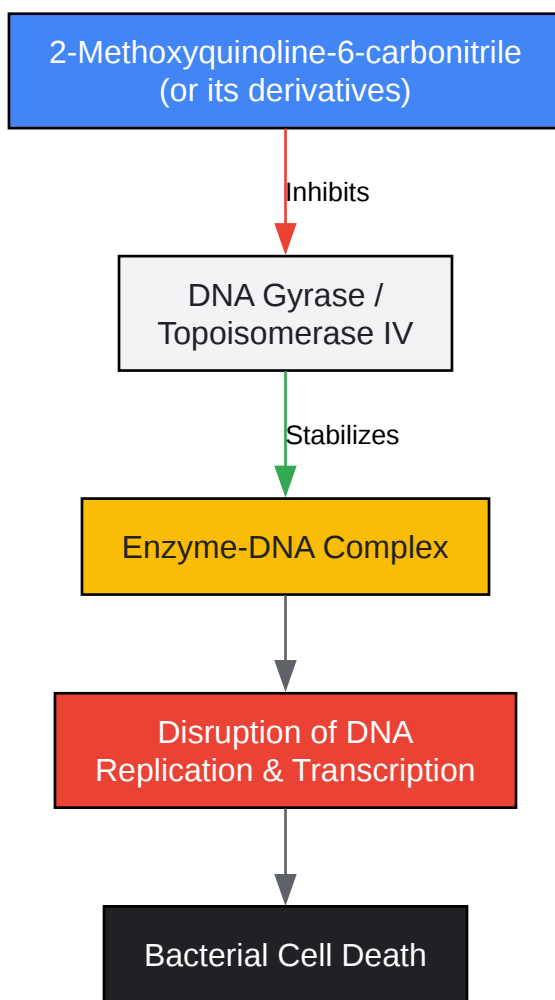 2-Methoxyquinoline-6-carbonitrile
(or its derivatives)
Inhibits
DNA Gyrase /
Topoisomerase IV
Stabilizes
Enzyme-DNA Complex
Disruption of DNA
Replication & Transcription
Bacterial Cell Death